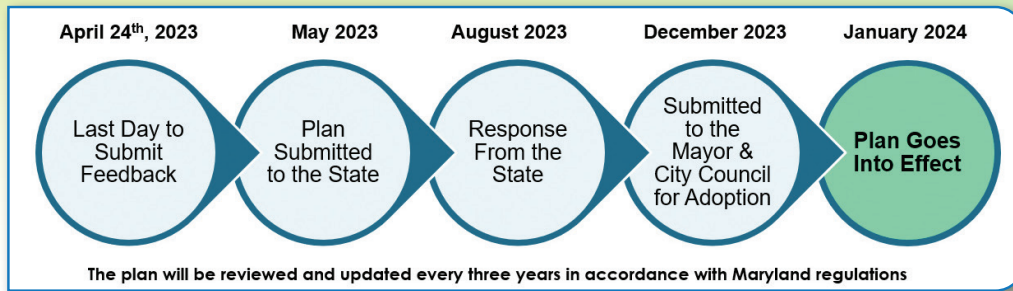 April 24th, 2023
May 2023
August 2023
December 2023
January 2024
Last Day to
Submit
Feedback
Plan
Submitted
to the State
Response
From the
State
Submitted
to the
Mayor &
City Council
for Adoption
Plan Goes
Into Effect
The plan will be reviewed and updated every three years in accordance with Maryland regulations